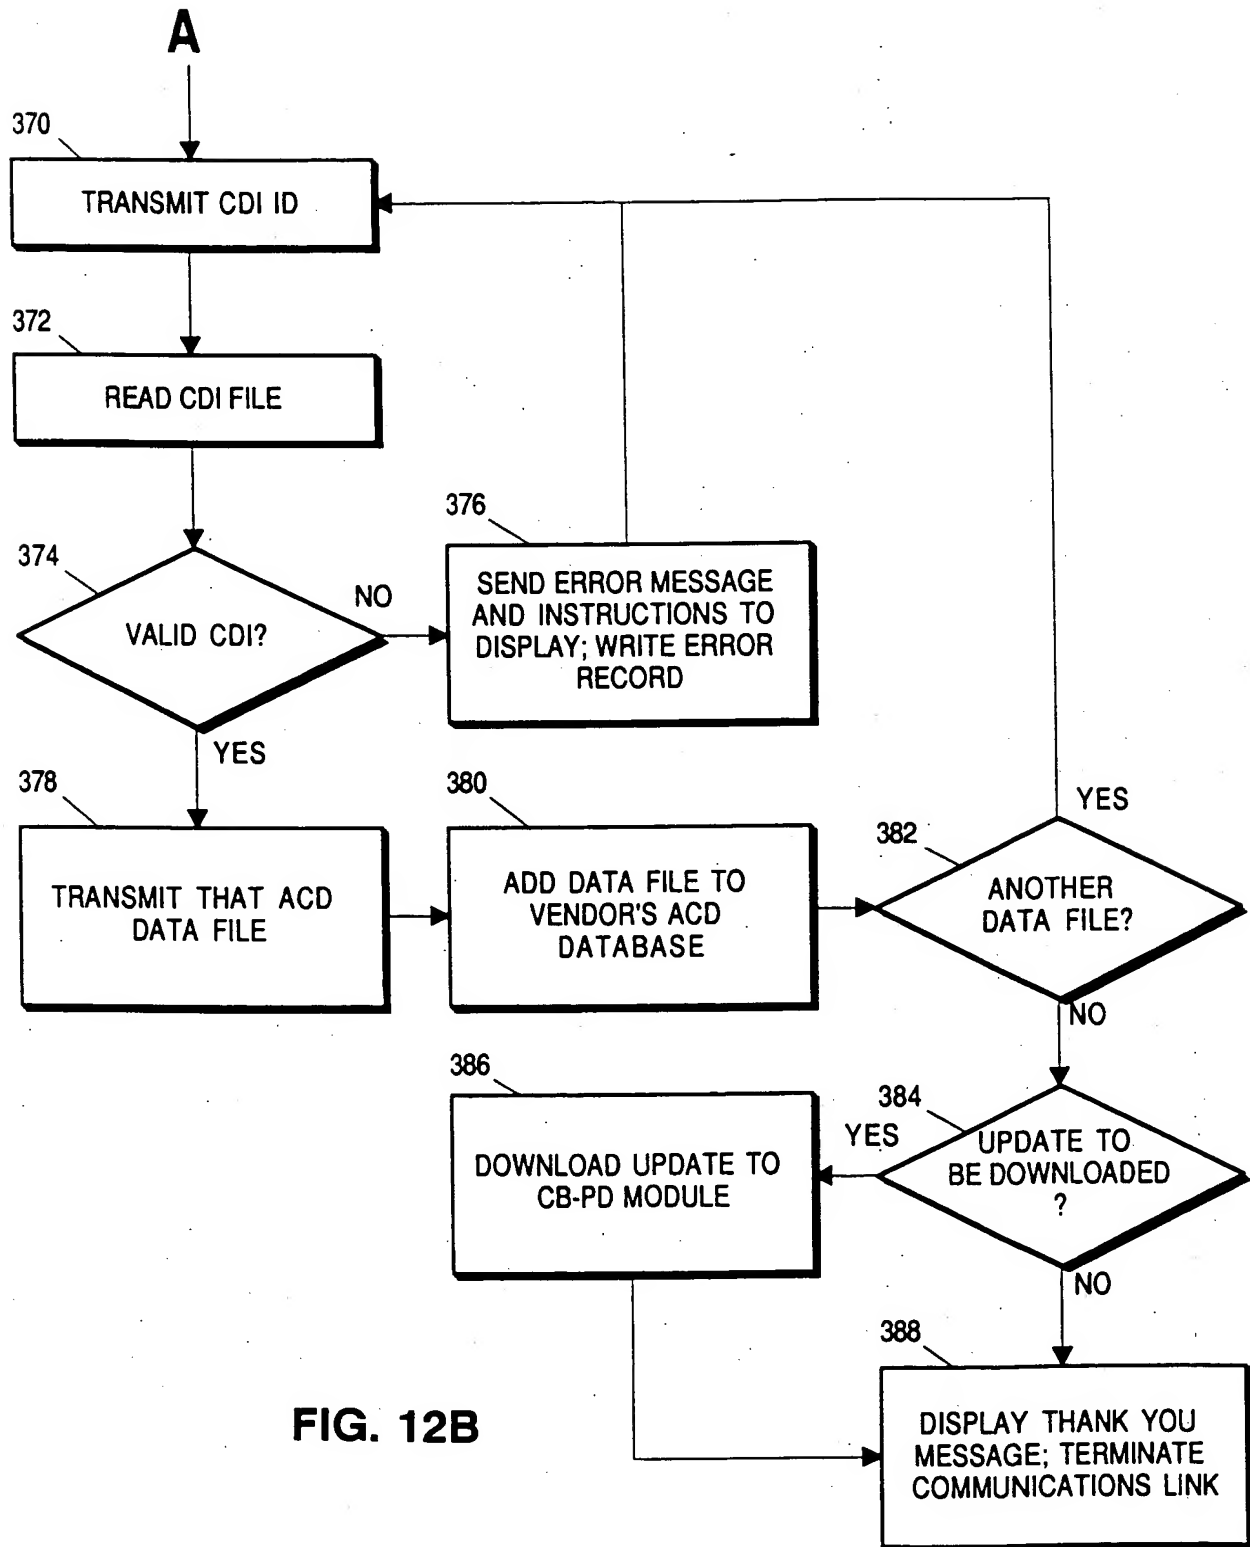 A
370
TRANSMIT CDI ID
372
READ CDI FILE
374
VALID CDI?
NO
YES
376
SEND ERROR MESSAGE
AND INSTRUCTIONS TO
DISPLAY; WRITE ERROR
RECORD
378
TRANSMIT THAT ACD
DATA FILE
380
ADD DATA FILE TO
VENDOR'S ACD
DATABASE
382
YES
ANOTHER
DATA FILE?
NO
384
YES
UPDATE TO
BE DOWNLOADED
?
NO
386
DOWNLOAD UPDATE TO
CB-PD MODULE
388
DISPLAY THANK YOU
MESSAGE; TERMINATE
COMMUNICATIONS LINK
FIG. 12B